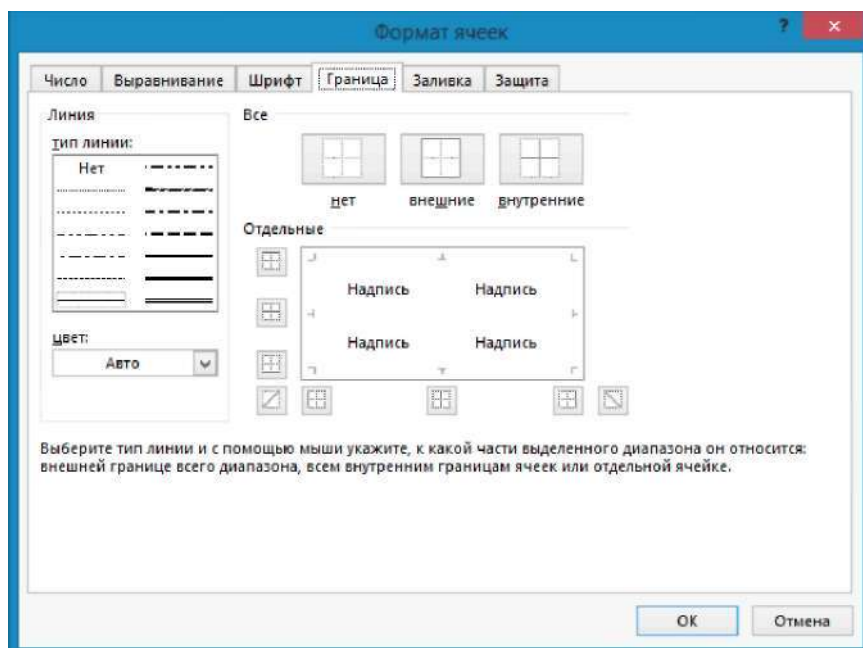 Формат ячеек
?
Число Выравнивание Шрифт Граница Заливка Защита
Линия
Тип линии:
Нет
Цвет:
Авто
Все
нет внешние внутренние
Отдельные
Надпись Надпись
Надпись Надпись
Выберите тип линии и с помощью мыши укажите, к какой части выделенного диапазона он относится:
внешней границе всего диапазона, всем внутренним границам ячеек или отдельной ячейке.
ОК Отмена